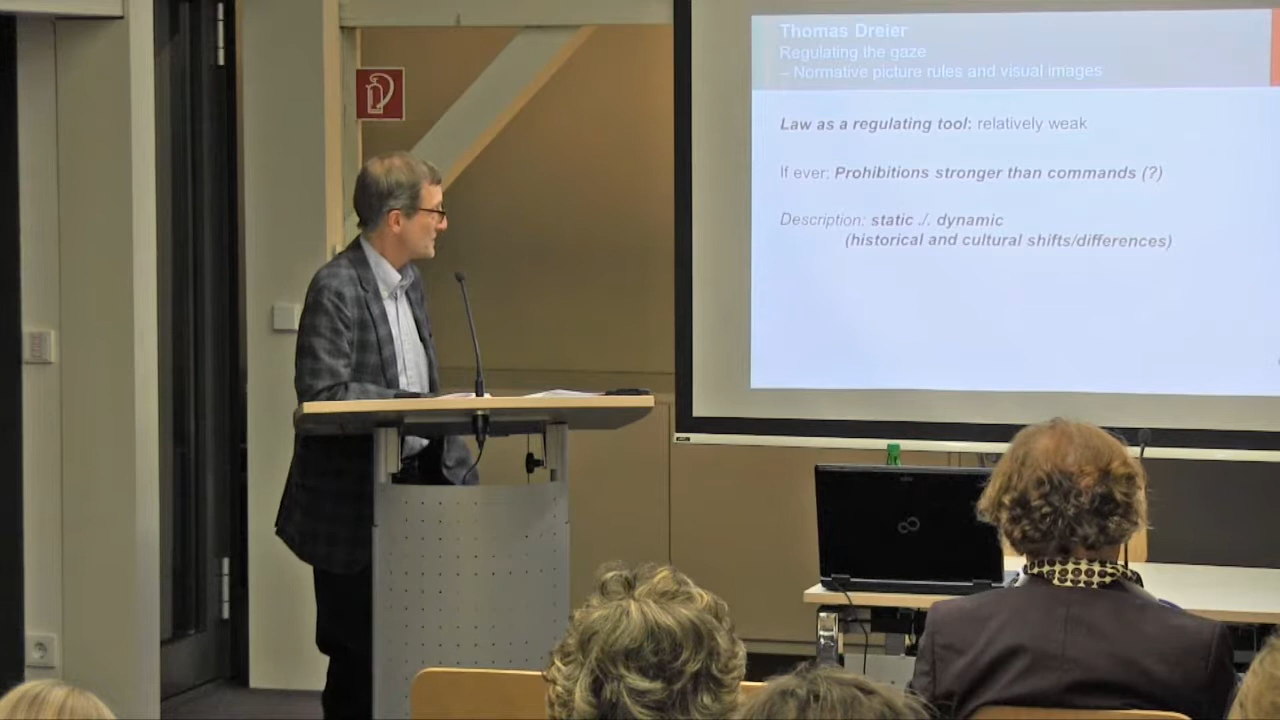 Thomas Dreier
Regulating the gaze
– Normative picture rules and visual images
Law as a regulating tool: relatively weak
If ever: Prohibitions stronger than commands (?)
Description: static ./. dynamic
(historical and cultural shifts/differences)